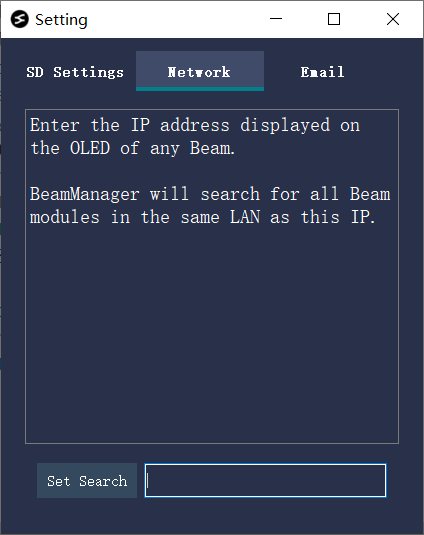 Setting
SD Settings Network Email
Enter the IP address displayed on
the OLED of any Beam.
BeamManager will search for all Beam
modules in the same LAN as this IP.
Set Search